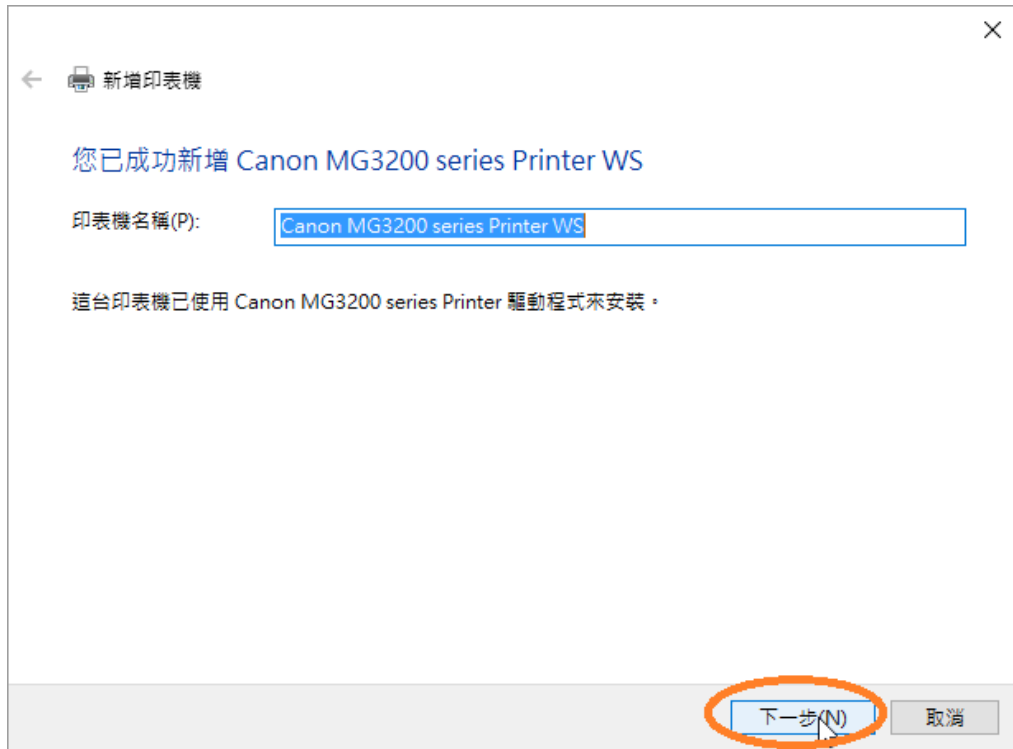 新增印表機
您已成功新增 Canon MG3200 series Printer WS
印表機名稱(P): Canon MG3200 series Printer WS
這台印表機已使用 Canon MG3200 series Printer 驅動程式來安裝。
下一步(N) 取消